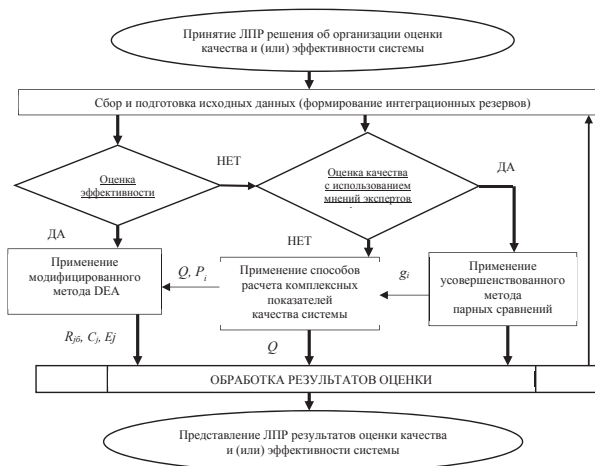 Принятие ЛПР решения об организации оценки
качества и (или) эффективности системы
Сбор и подготовка исходных данных (формирование интеграционных резервов)
Оценка
эффективности
НЕТ
Оценка качества
с использованием
мнений экспертов
ДА
ДА
НЕТ
Применение
модифицированного
метода DEA
Q, Pi
Применение способов
расчета комплексных
показателей
качества системы
gi
Применение
усовершенствованного
метода
парных сравнений
Rjб, Cj, Ej
Q
ОБРАБОТКА РЕЗУЛЬТАТОВ ОЦЕНКИ
Представление ЛПР результатов оценки качества
и (или) эффективности системы